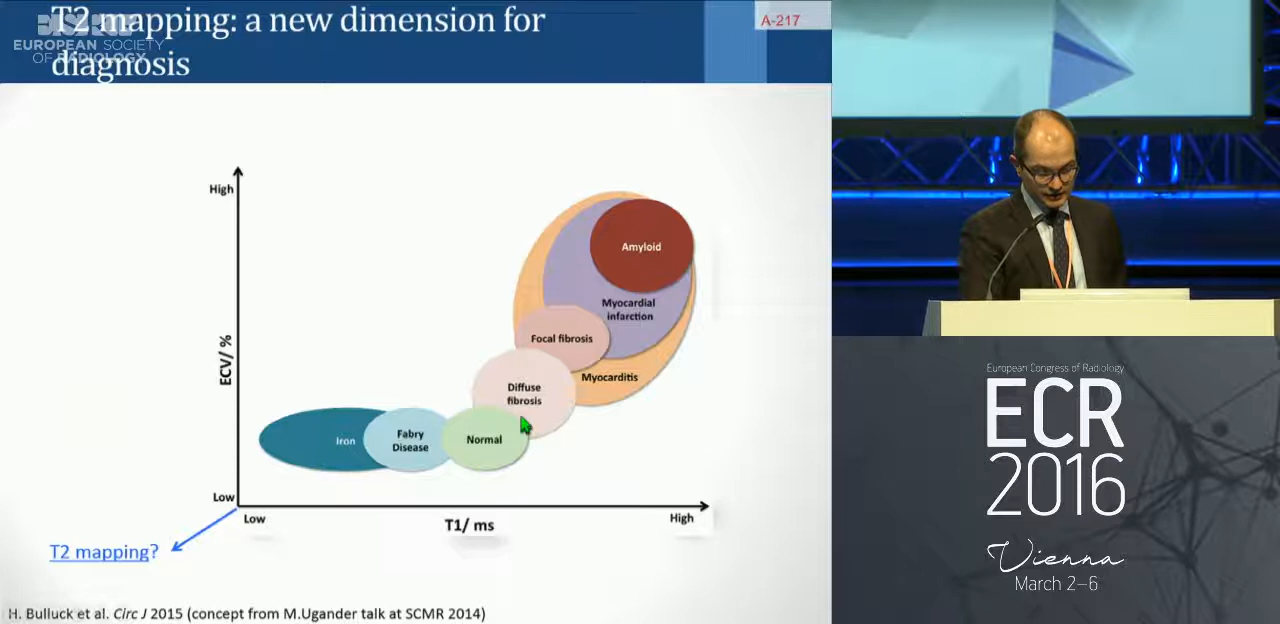 T2 mapping: a new dimension for
diagnosis
EUROPEAN SOCIETY
OF RADIOLOGY
A-217
High
ECV/ %
Low
Low
T1/ ms
High
Amyloid
Myocardial
infarction
Focal fibrosis
Myocarditis
Diffuse
fibrosis
Iron
Fabry
Disease
Normal
T2 mapping?
H. Bulluck et al. Circ J 2015 (concept from M.Ugander talk at SCMR 2014)
European Congress of Radiology
ECR
2016
Vienna
March 2–6